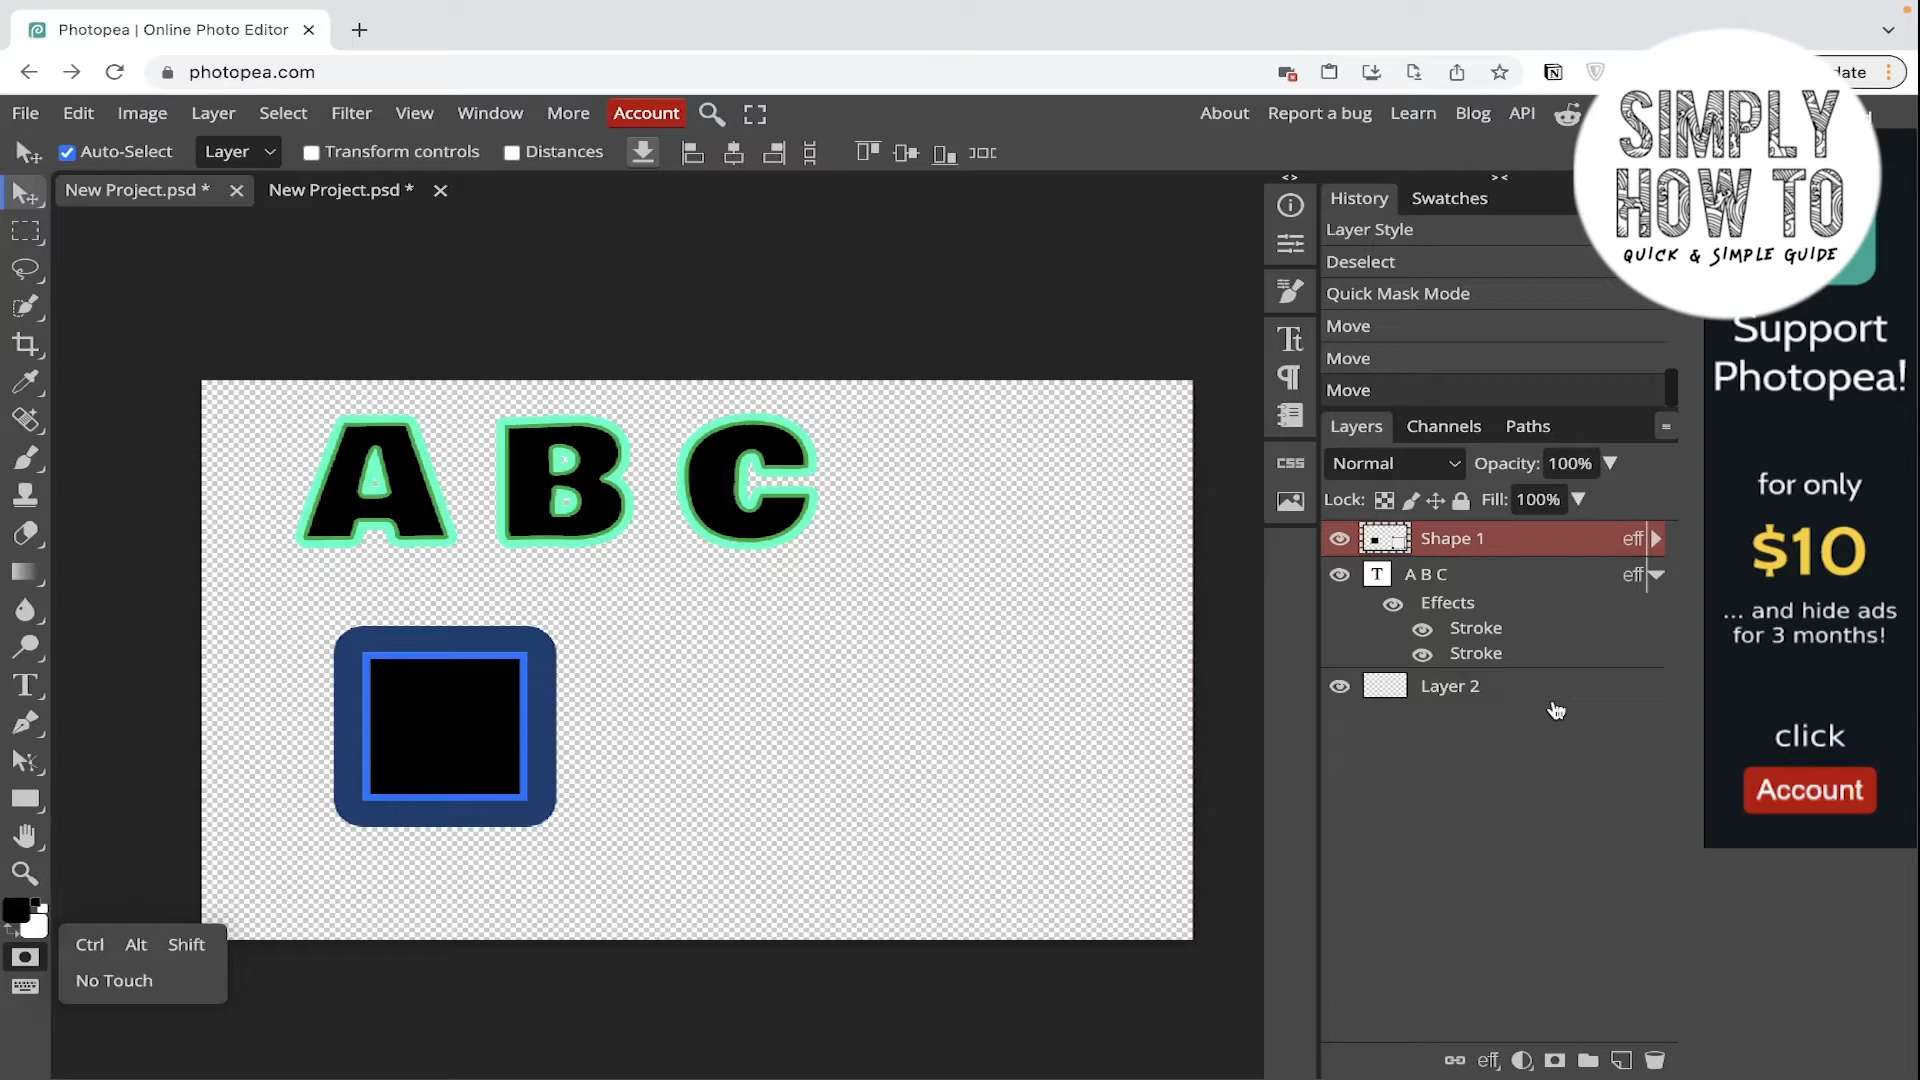 Photopea | Online Photo Editor
photopea.com
date
File Edit Image Layer Select Filter View Window More Account
About Report a bug Learn Blog API
SIMPLY
HOW TO
QUICK & SIMPLE GUIDE
Auto-Select Layer Transform controls Distances
New Project.psd * New Project.psd *
History Swatches
Layer Style
Deselect
Quick Mask Mode
Move
Move
Move
Layers Channels Paths
Normal Opacity: 100%
Lock: Fill: 100%
Shape 1 eff
T A B C eff
Effects
Stroke
Stroke
Layer 2
A B C
Tt
CSS
T
Ctrl Alt Shift
No Touch
eff
Support
Photopea!
for only
$10
... and hide ads
for 3 months!
click
Account